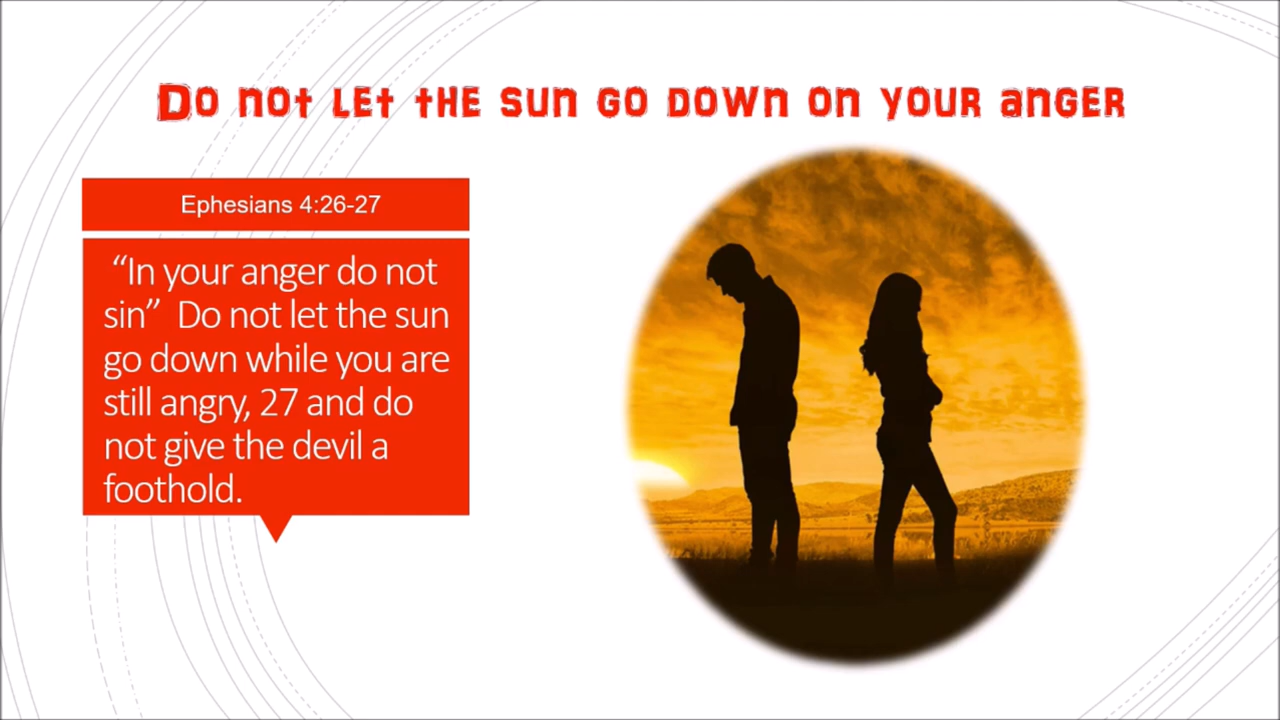 Do not let the sun go down on your anger
Ephesians 4:26-27
“In your anger do not
sin”  Do not let the sun
go down while you are
still angry, 27 and do
not give the devil a
foothold.